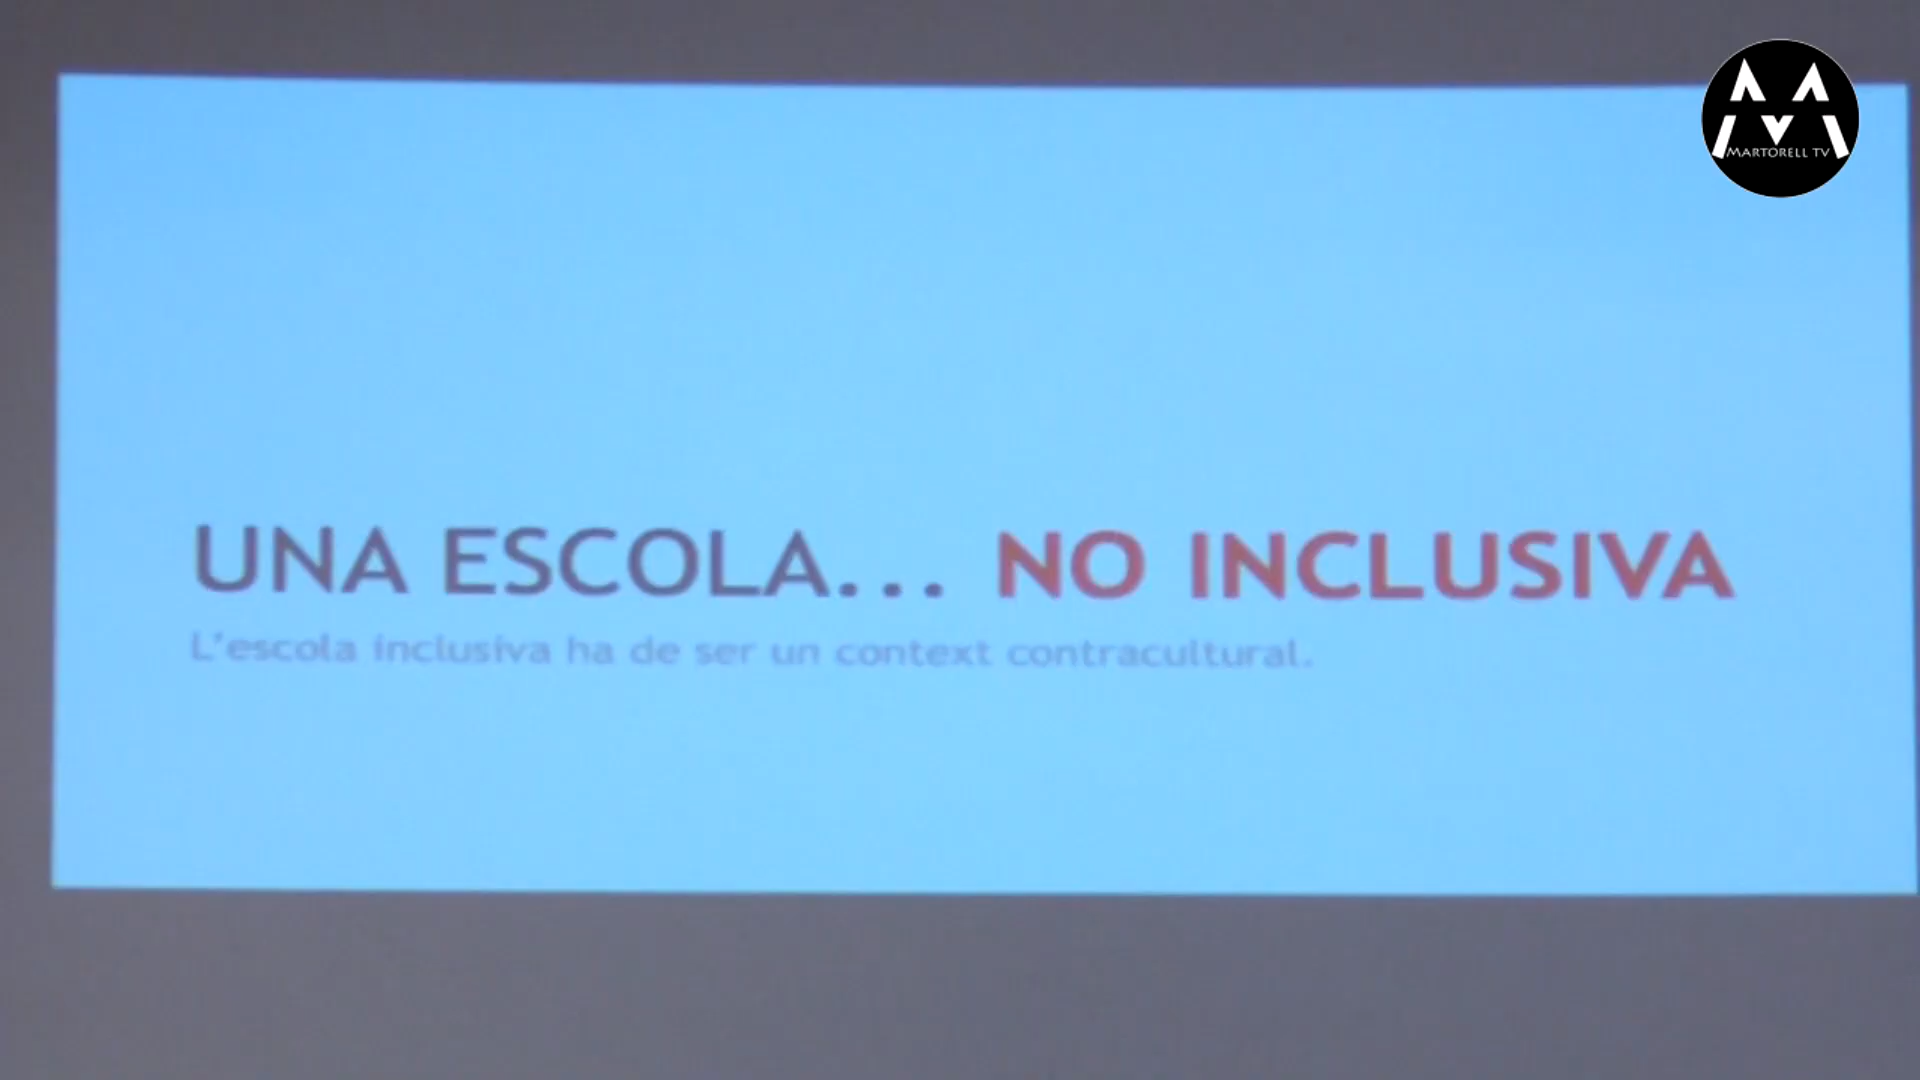 MARTORELL TV
UNA ESCOLA... NO INCLUSIVA
L'escola inclusiva ha de ser un context contracultural.